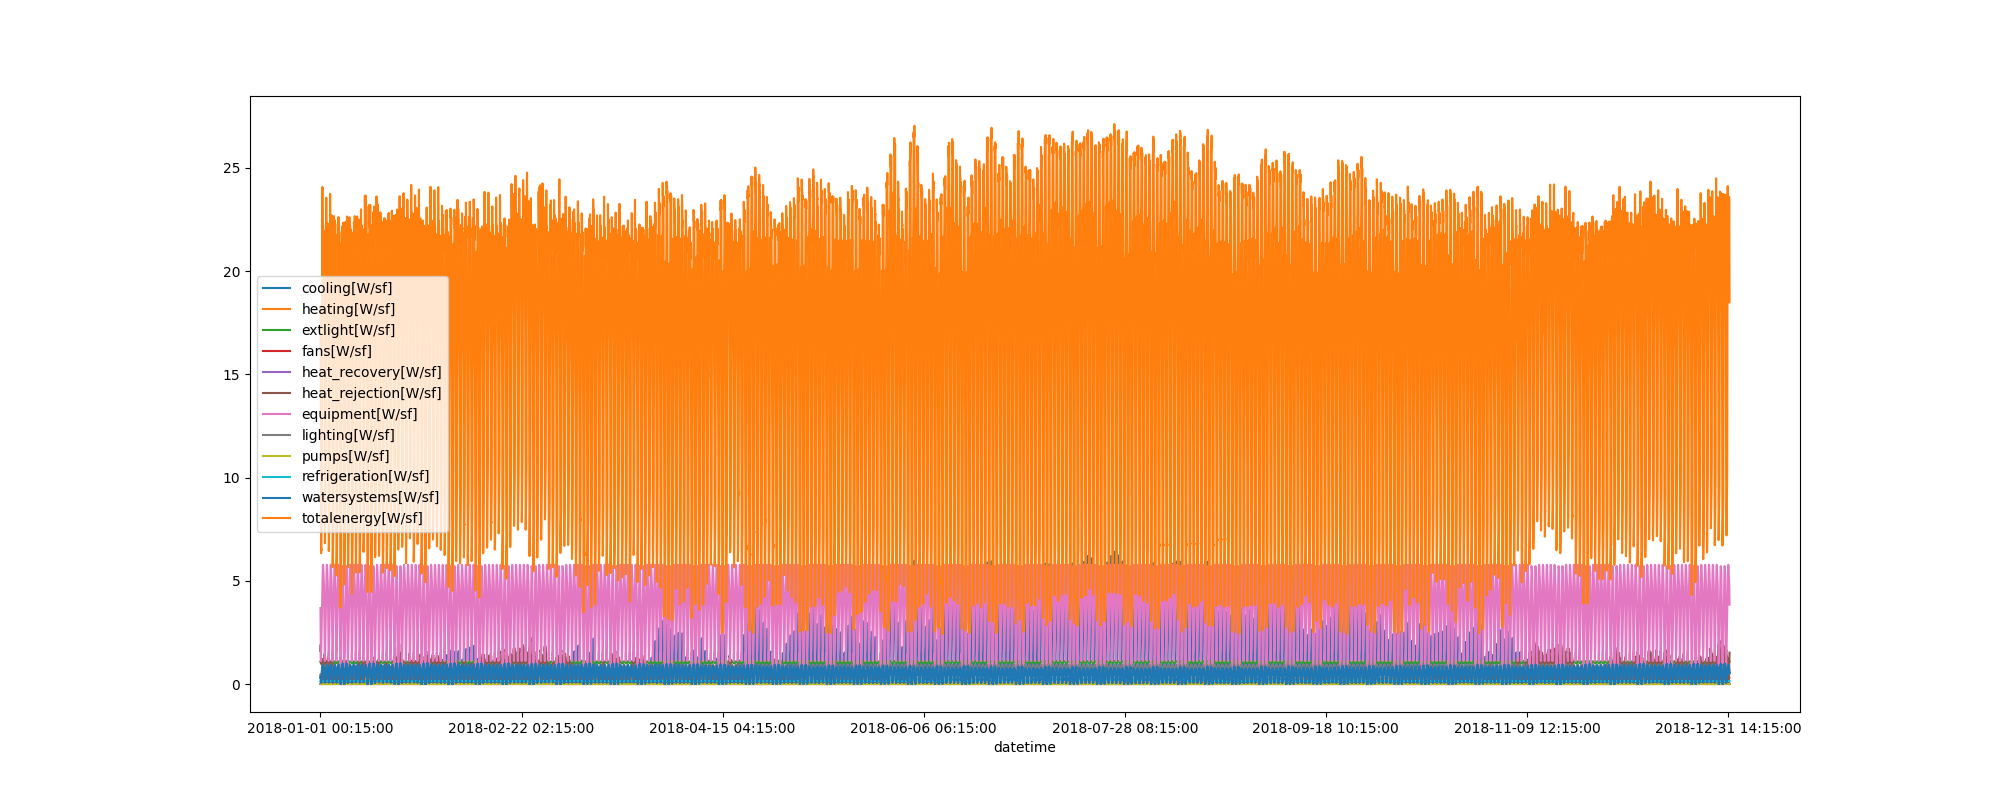 25
20
15
10
5
0
cooling[W/sf]
heating[W/sf]
extlight[W/sf]
fans[W/sf]
heat_recovery[W/sf]
heat_rejection[W/sf]
equipment[W/sf]
lighting[W/sf]
pumps[W/sf]
refrigeration[W/sf]
watersystems[W/sf]
totalenergy[W/sf]
2018-01-01 00:15:00 2018-02-22 02:15:00 2018-04-15 04:15:00 2018-06-06 06:15:00 2018-07-28 08:15:00 2018-09-18 10:15:00 2018-11-09 12:15:00 2018-12-31 14:15:00
datetime